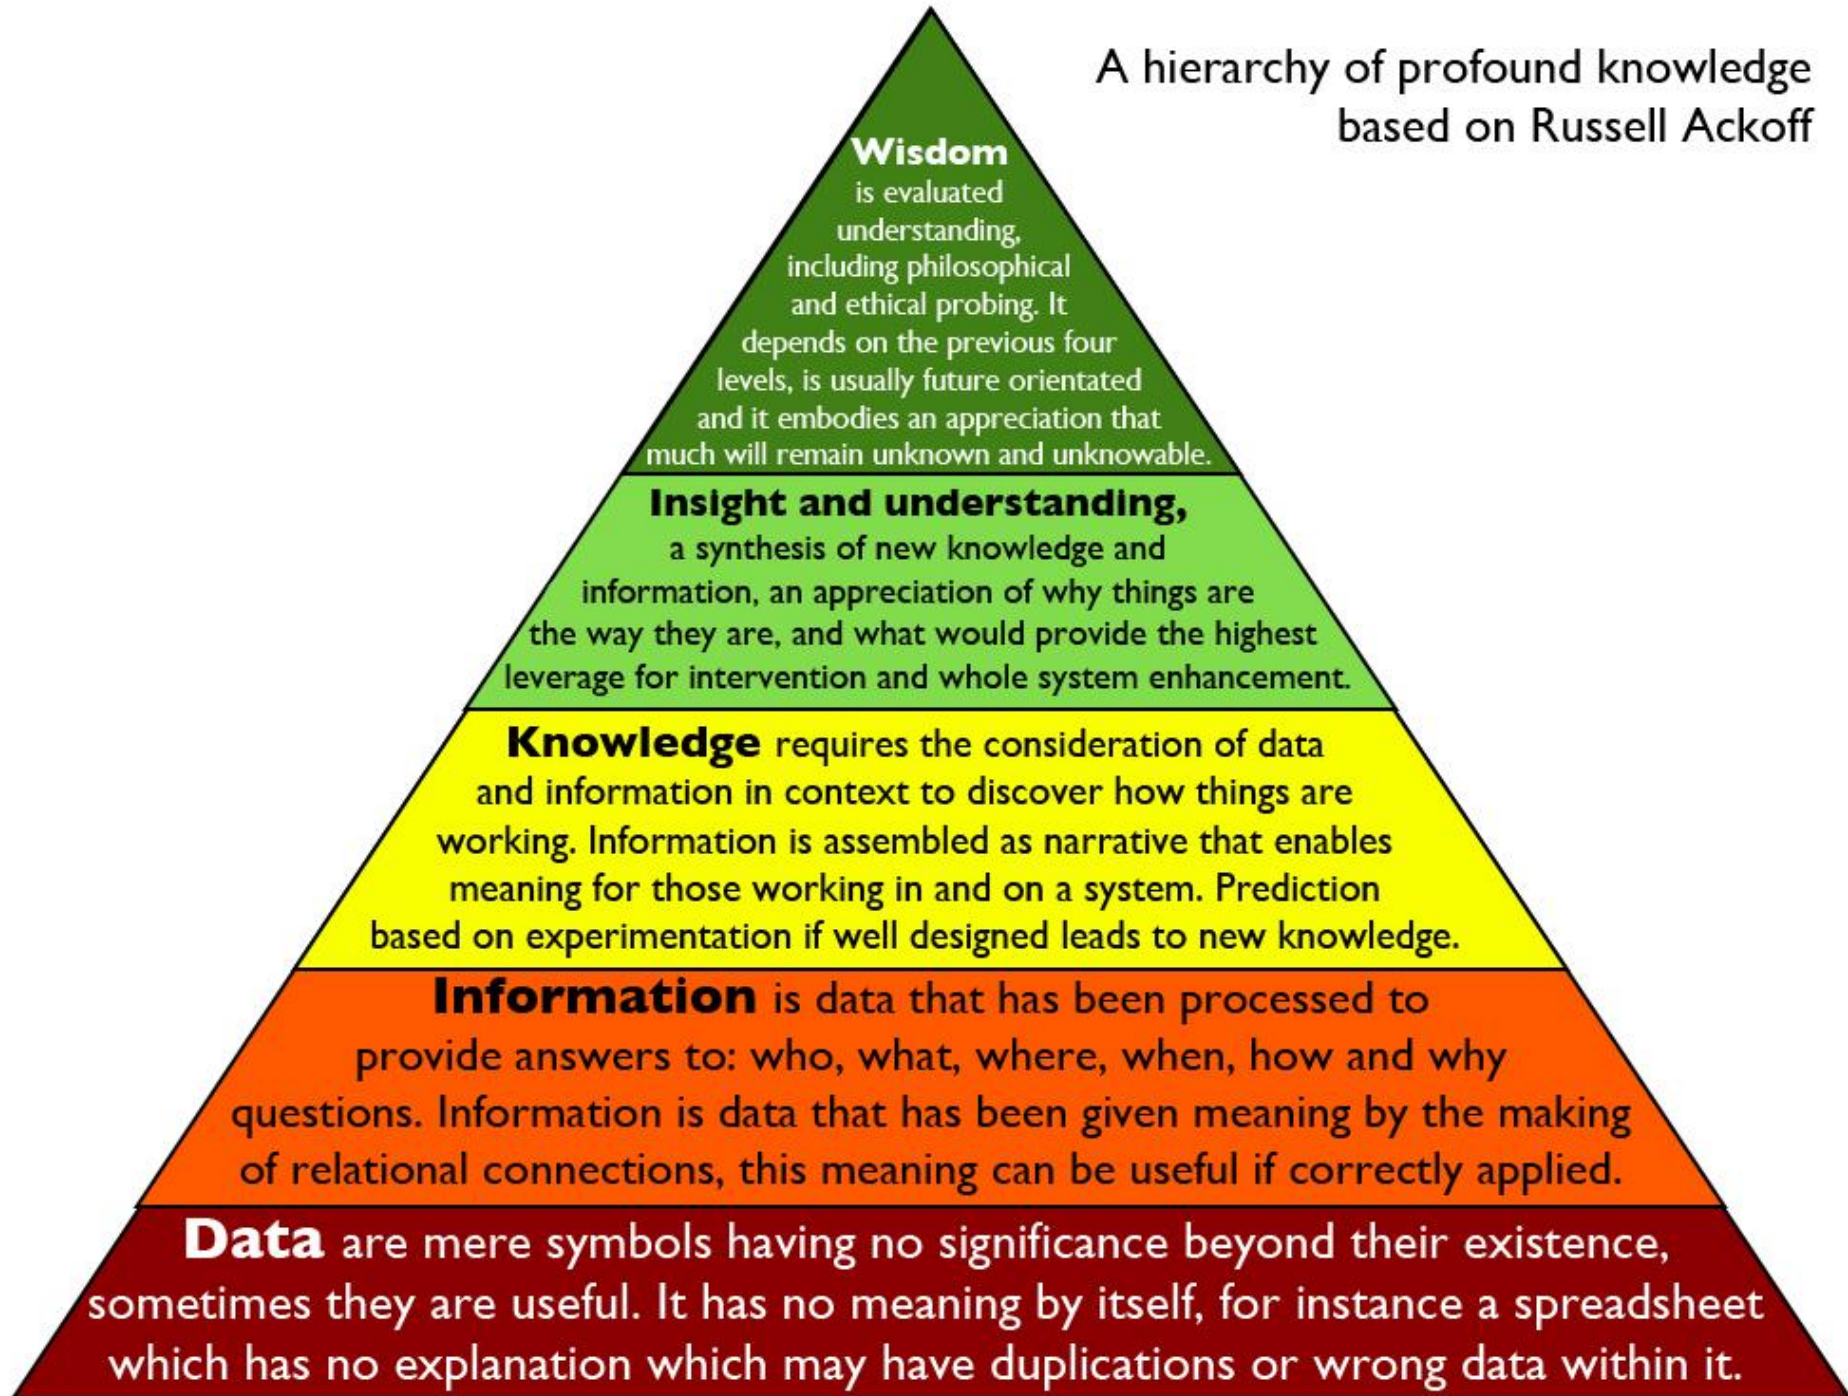 A hierarchy of profound knowledge
based on Russell Ackoff
Wisdom
is evaluated
understanding,
including philosophical
and ethical probing. It
depends on the previous four
levels, is usually future orientated
and it embodies an appreciation that
much will remain unknown and unknowable.
Insight and understanding,
a synthesis of new knowledge and
information, an appreciation of why things are
the way they are, and what would provide the highest
leverage for intervention and whole system enhancement.
Knowledge requires the consideration of data
and information in context to discover how things are
working. Information is assembled as narrative that enables
meaning for those working in and on a system. Prediction
based on experimentation if well designed leads to new knowledge.
Information is data that has been processed to
provide answers to: who, what, where, when, how and why
questions. Information is data that has been given meaning by the making
of relational connections, this meaning can be useful if correctly applied.
Data are mere symbols having no significance beyond their existence,
sometimes they are useful. It has no meaning by itself, for instance a spreadsheet
which has no explanation which may have duplications or wrong data within it.